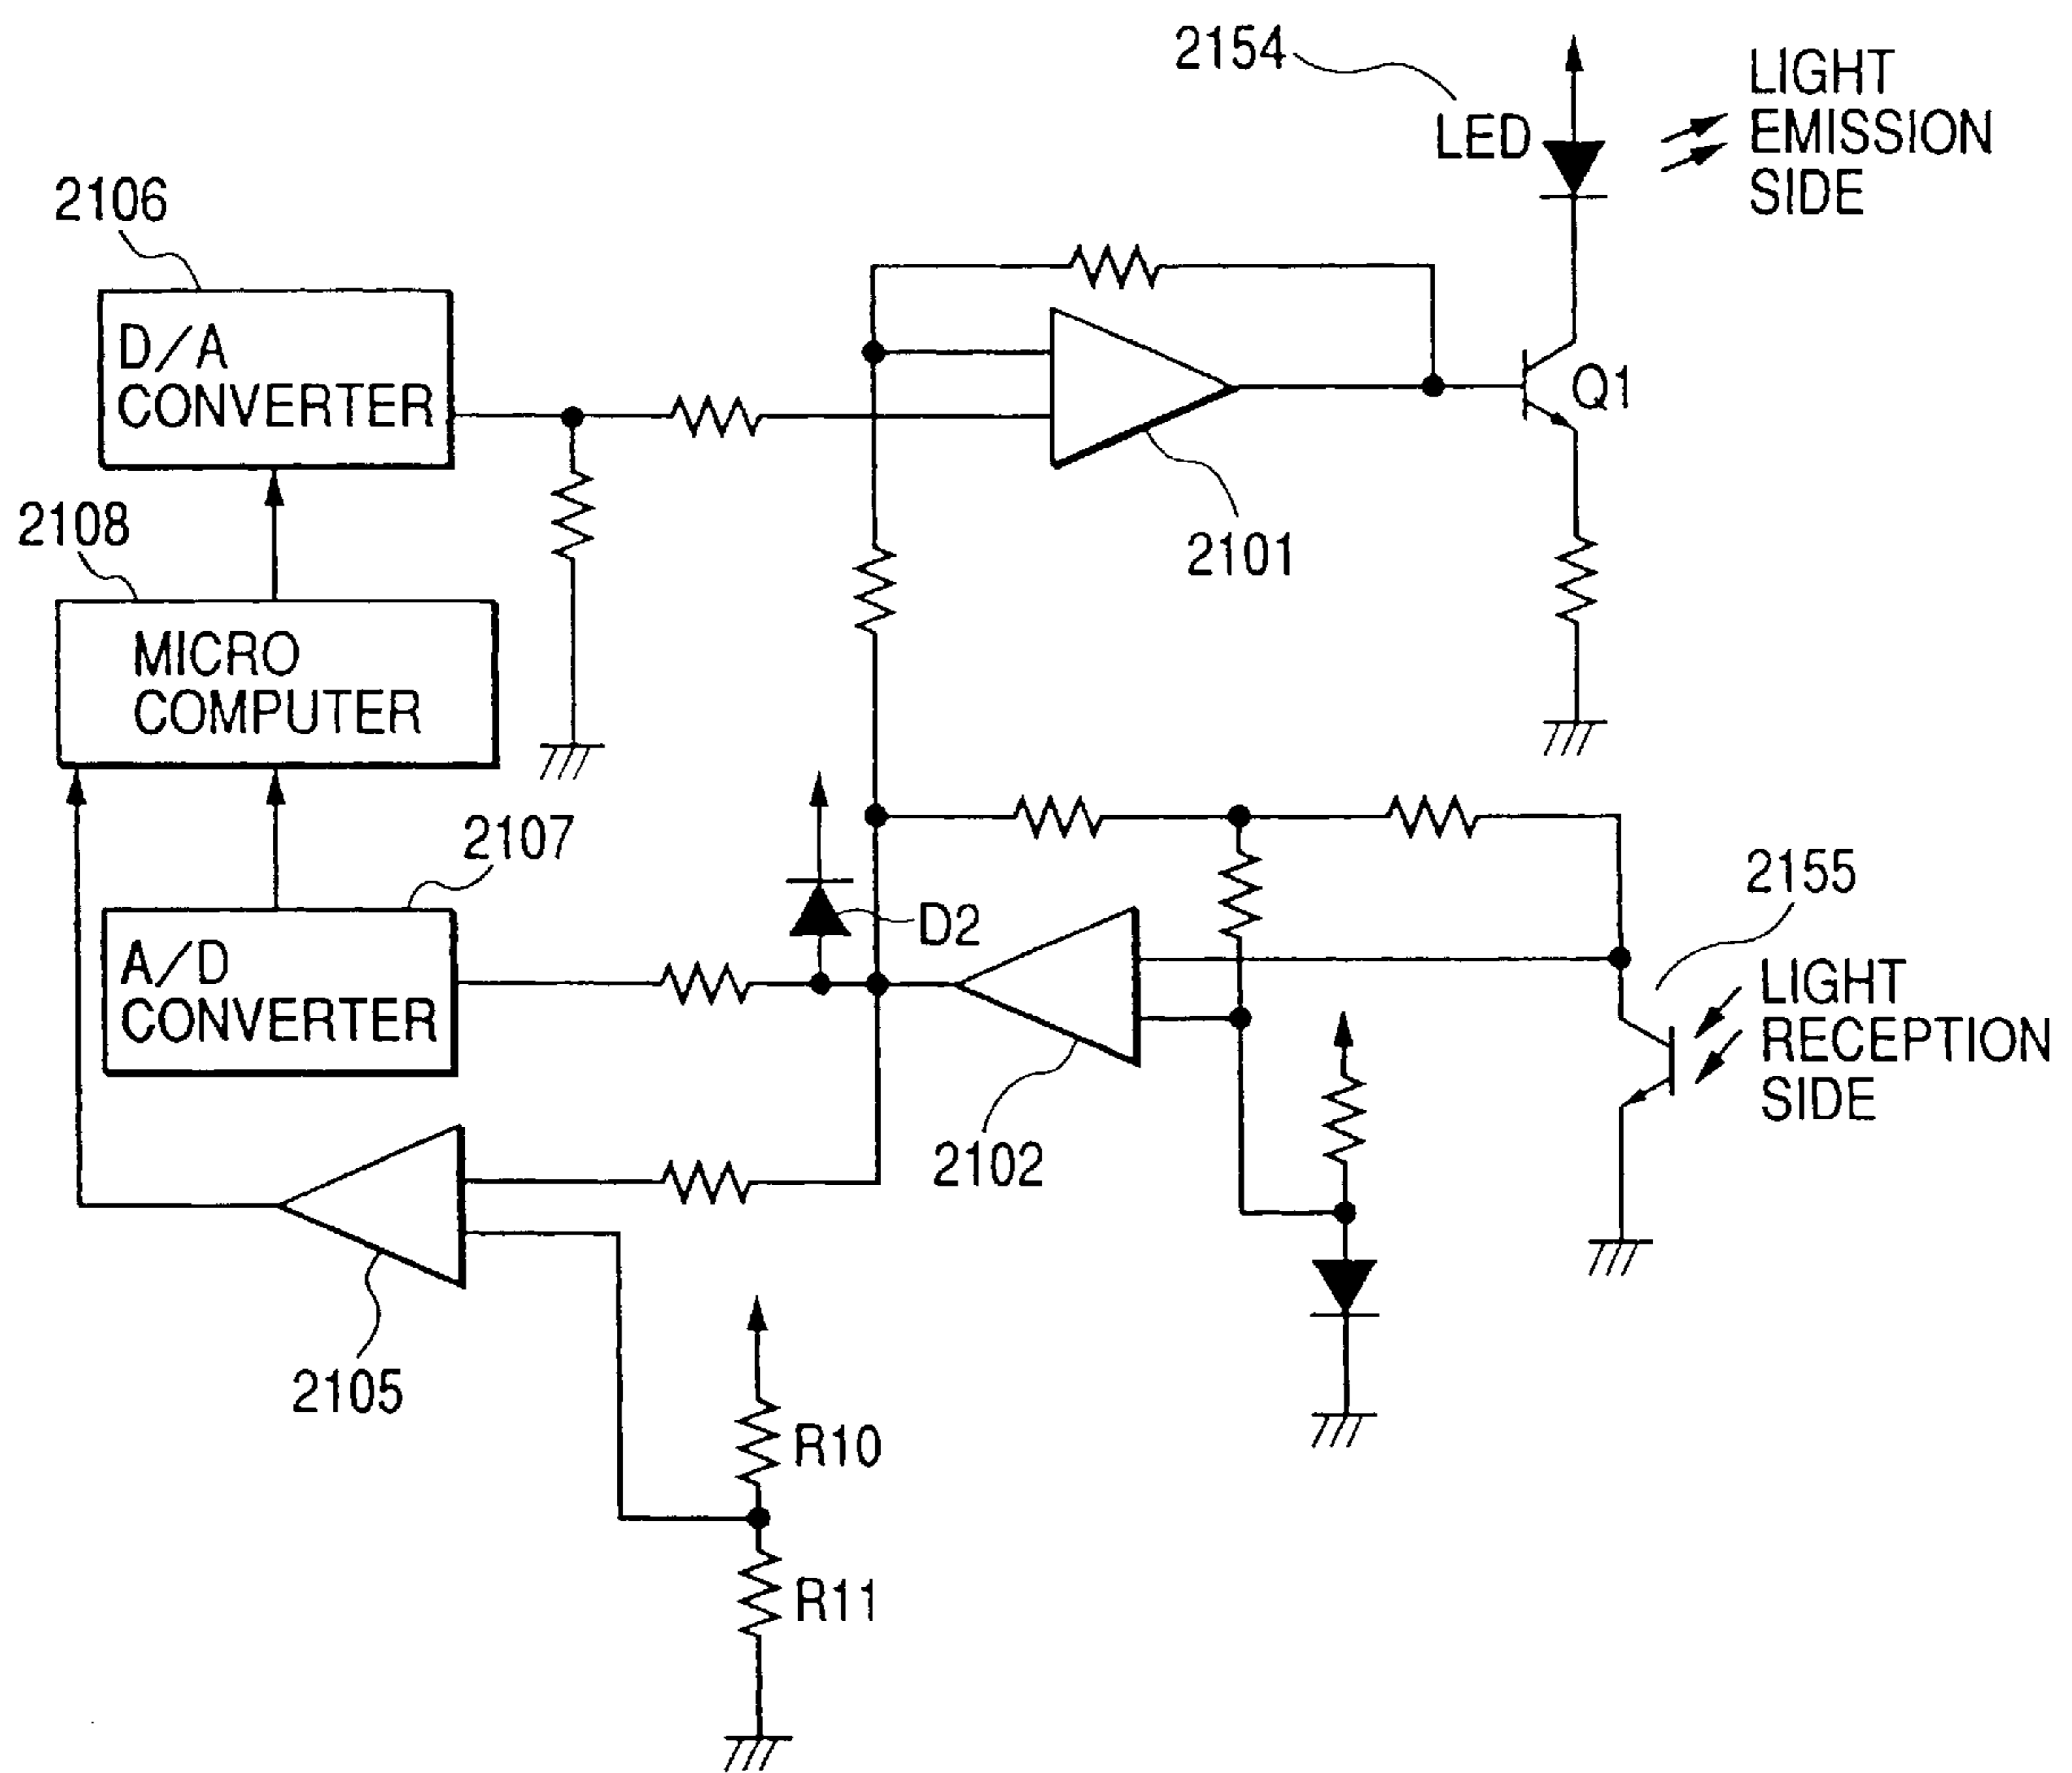 2154
LIGHT
EMISSION
SIDE
LED
2106
D/A
CONVERTER
Q1
2108
2101
MICRO
COMPUTER
2107
2155
D2
A/D
CONVERTER
LIGHT
RECEPTION
SIDE
2102
2105
R10
R11